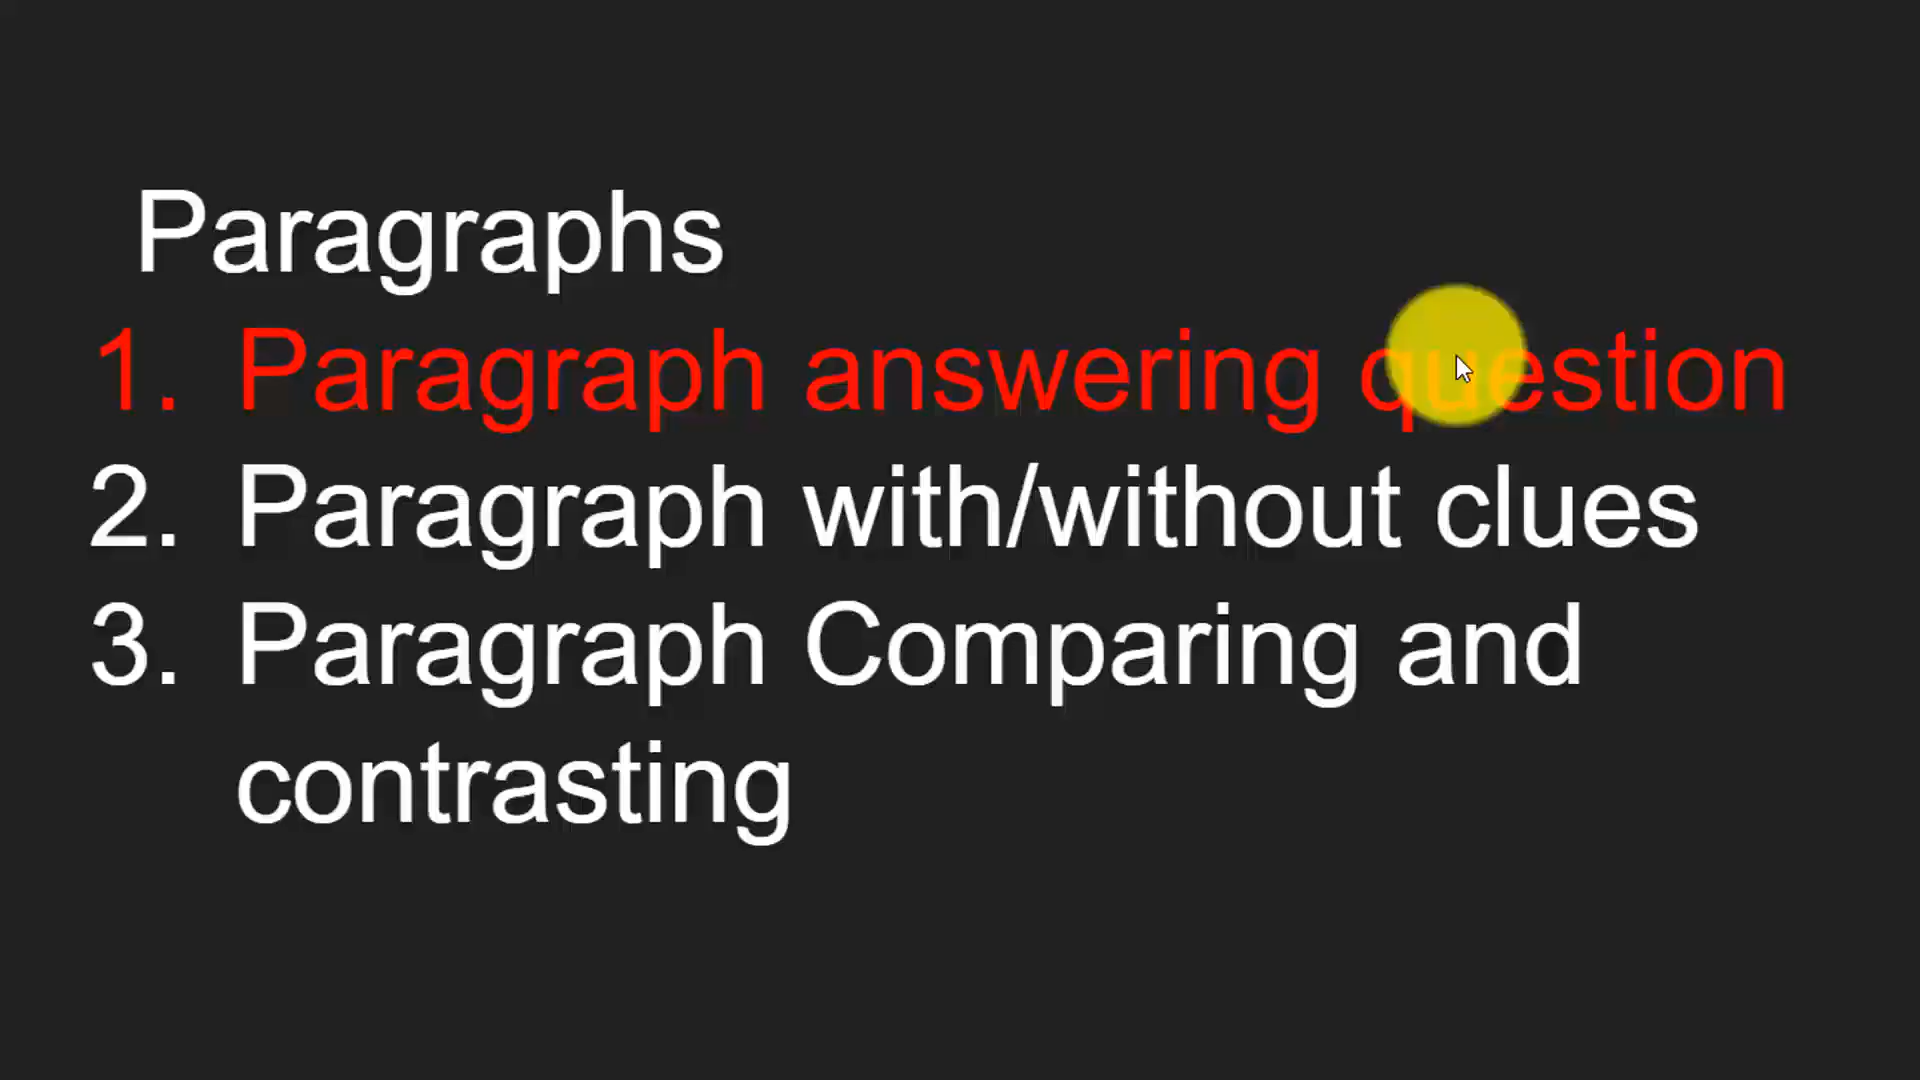 Paragraphs
1. Paragraph answering question
2. Paragraph with/without clues
3. Paragraph Comparing and
contrasting